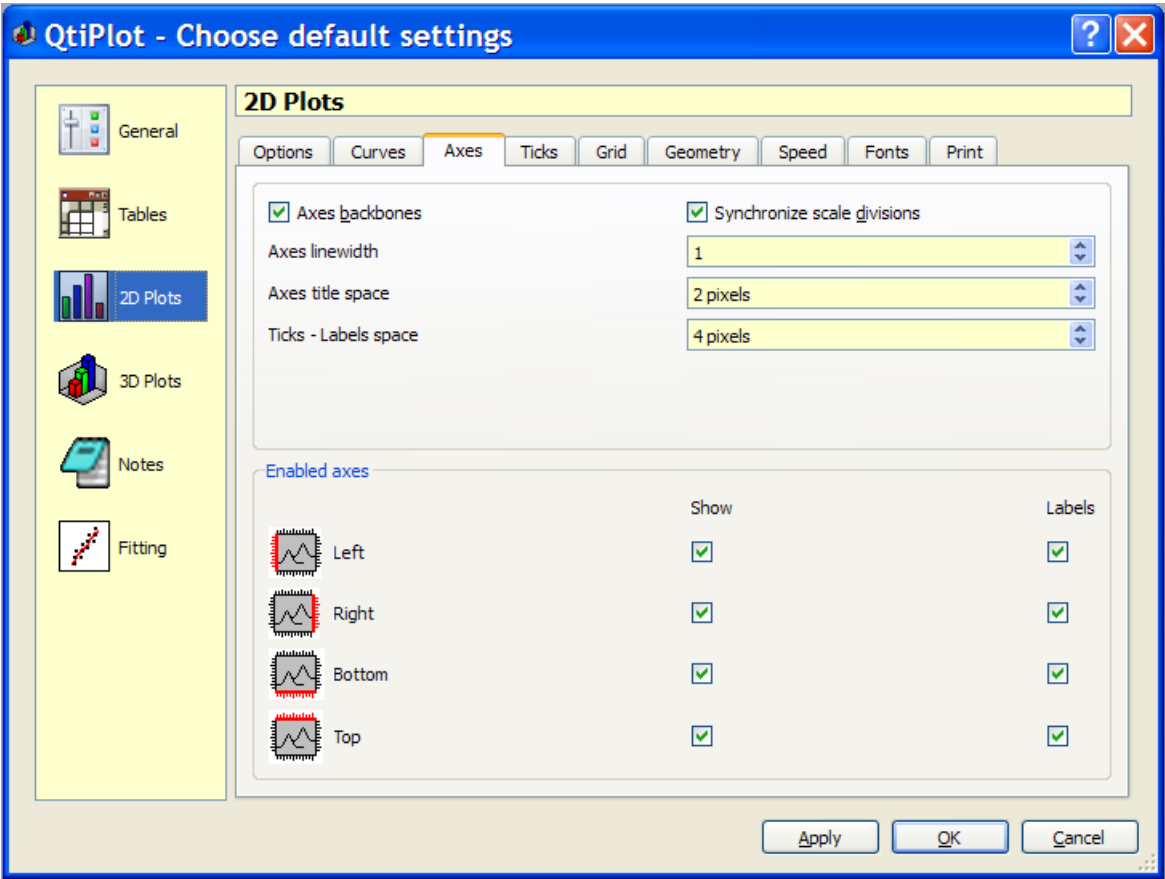 QtiPlot - Choose default settings
General
Tables
2D Plots
3D Plots
Notes
Fitting
2D Plots
Options Curves Axes Ticks Grid Geometry Speed Fonts Print
Axes backbones Synchronize scale divisions
Axes linewidth 1
Axes title space 2 pixels
Ticks - Labels space 4 pixels
Enabled axes
Show Labels
Left
Right
Bottom
Top
Apply OK Cancel